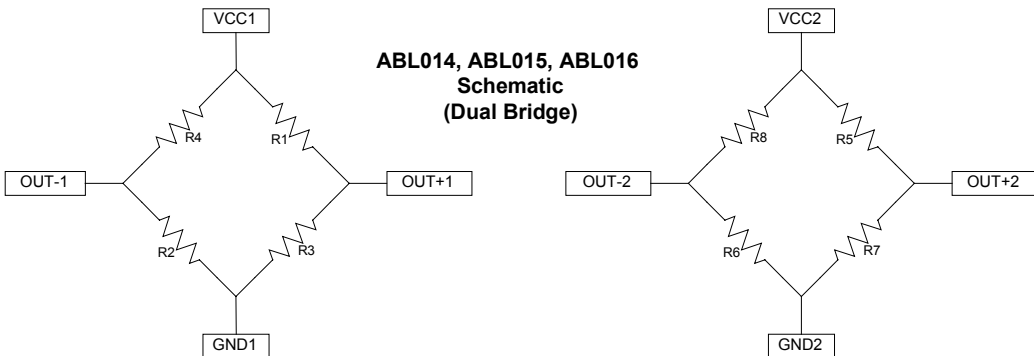 VCC1
VCC2
ABL014, ABL015, ABL016
Schematic
(Dual Bridge)
R4
R1
R8
R5
OUT-1
OUT+1
OUT-2
OUT+2
R2
R3
R6
R7
GND1
GND2